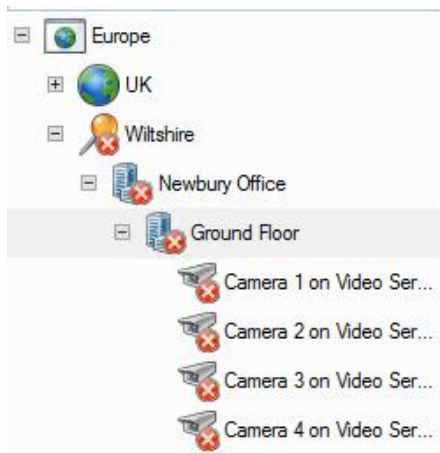 Europe
UK
Wiltshire
Newbury Office
Ground Floor
Camera 1 on Video Ser...
Camera 2 on Video Ser...
Camera 3 on Video Ser...
Camera 4 on Video Ser...